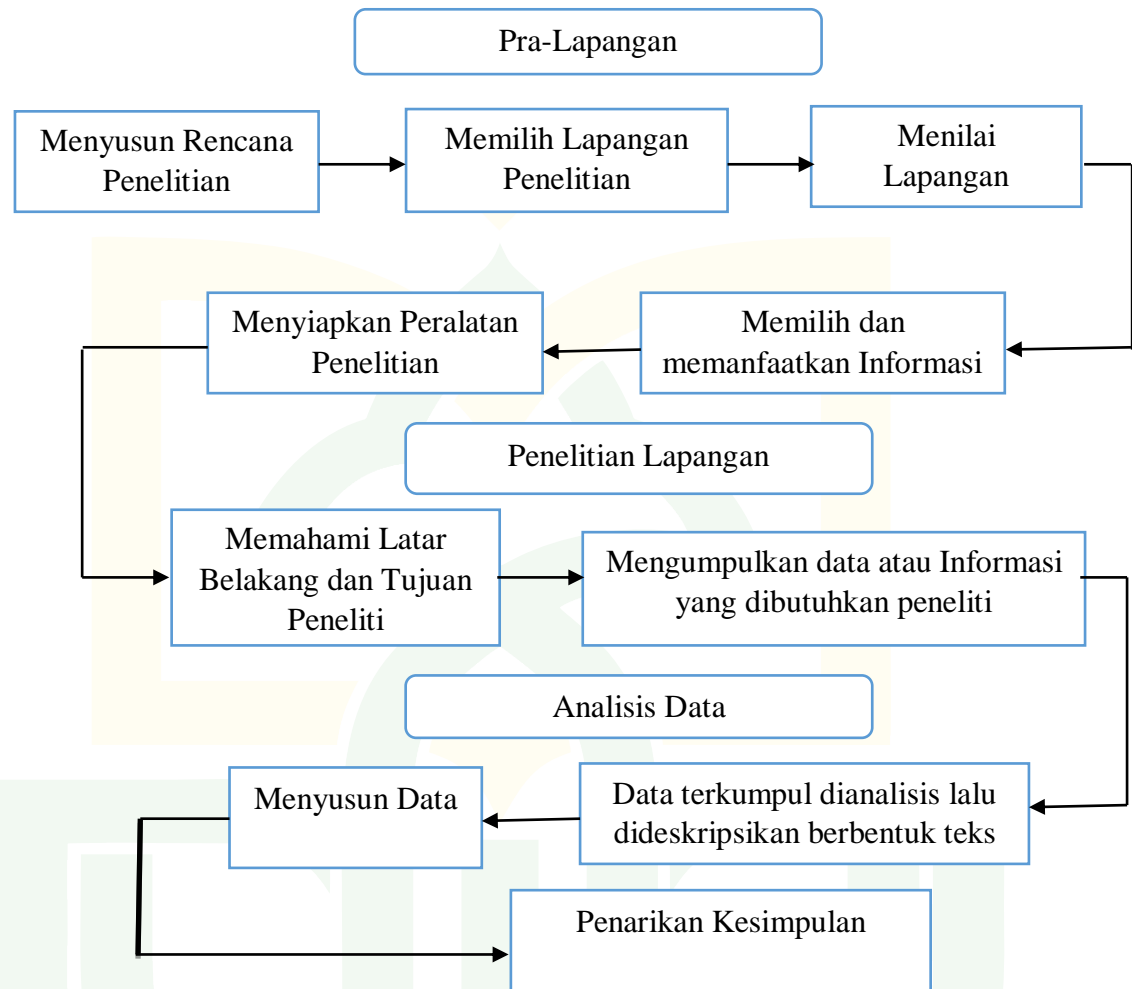 Pra-Lapangan
Menyusun Rencana
Penelitian
Memilih Lapangan
Penelitian
Menilai
Lapangan
Memilih dan
memanfaatkan Informasi
Menyiapkan Peralatan
Penelitian
Penelitian Lapangan
Memahami Latar
Belakang dan Tujuan
Peneliti
Mengumpulkan data atau Informasi
yang dibutuhkan peneliti
Analisis Data
Data terkumpul dianalisis lalu
dideskripsikan berbentuk teks
Menyusun Data
Penarikan Kesimpulan